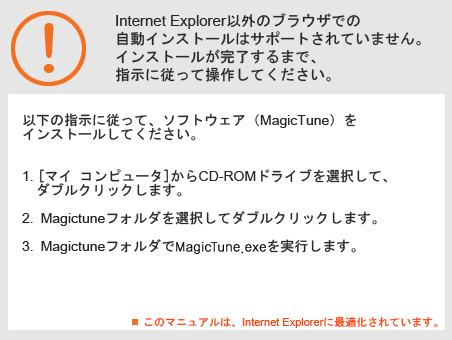 Internet Explorer以外のブラウザでの
自動インストールはサポートされていません。
インストールが完了するまで、
指示に従って操作してください。
以下の指示に従って、ソフトウェア（MagicTune）を
インストールしてください。
1. [マイ コンピュータ]からCD-ROMドライブを選択して、
ダブルクリックします。
2. Magictuneフォルダを選択してダブルクリックします。
3. MagictuneフォルダでMagicTune.exeを実行します。
■ このマニュアルは、Internet Explorerに最適化されています。